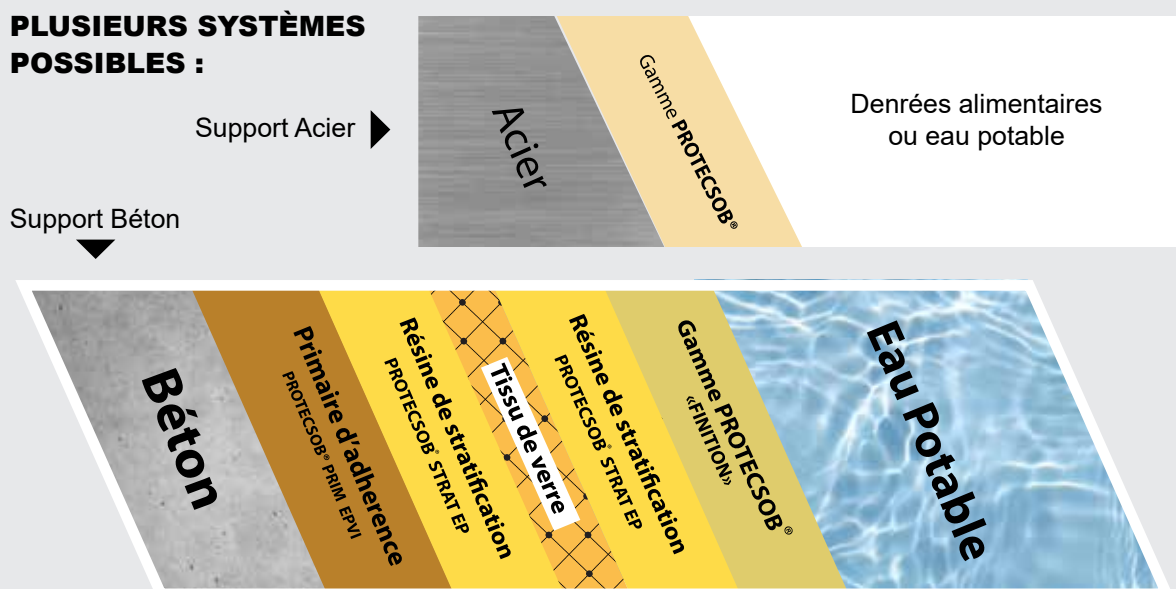 PLUSIEURS SYSTÈMES
POSSIBLES :
Support Acier
Acier
Gamme PROTECSOB®
Denrées alimentaires
ou eau potable
Support Béton
Béton
Primaire d'adherence
PROTECSOB® PRIM EPVI
Résine de stratification
PROTECSOB® STRAT EP
Tissu de verre
Résine de stratification
PROTECSOB® STRAT EP
Gamme PROTECSOB®
«FINITION»
Eau Potable